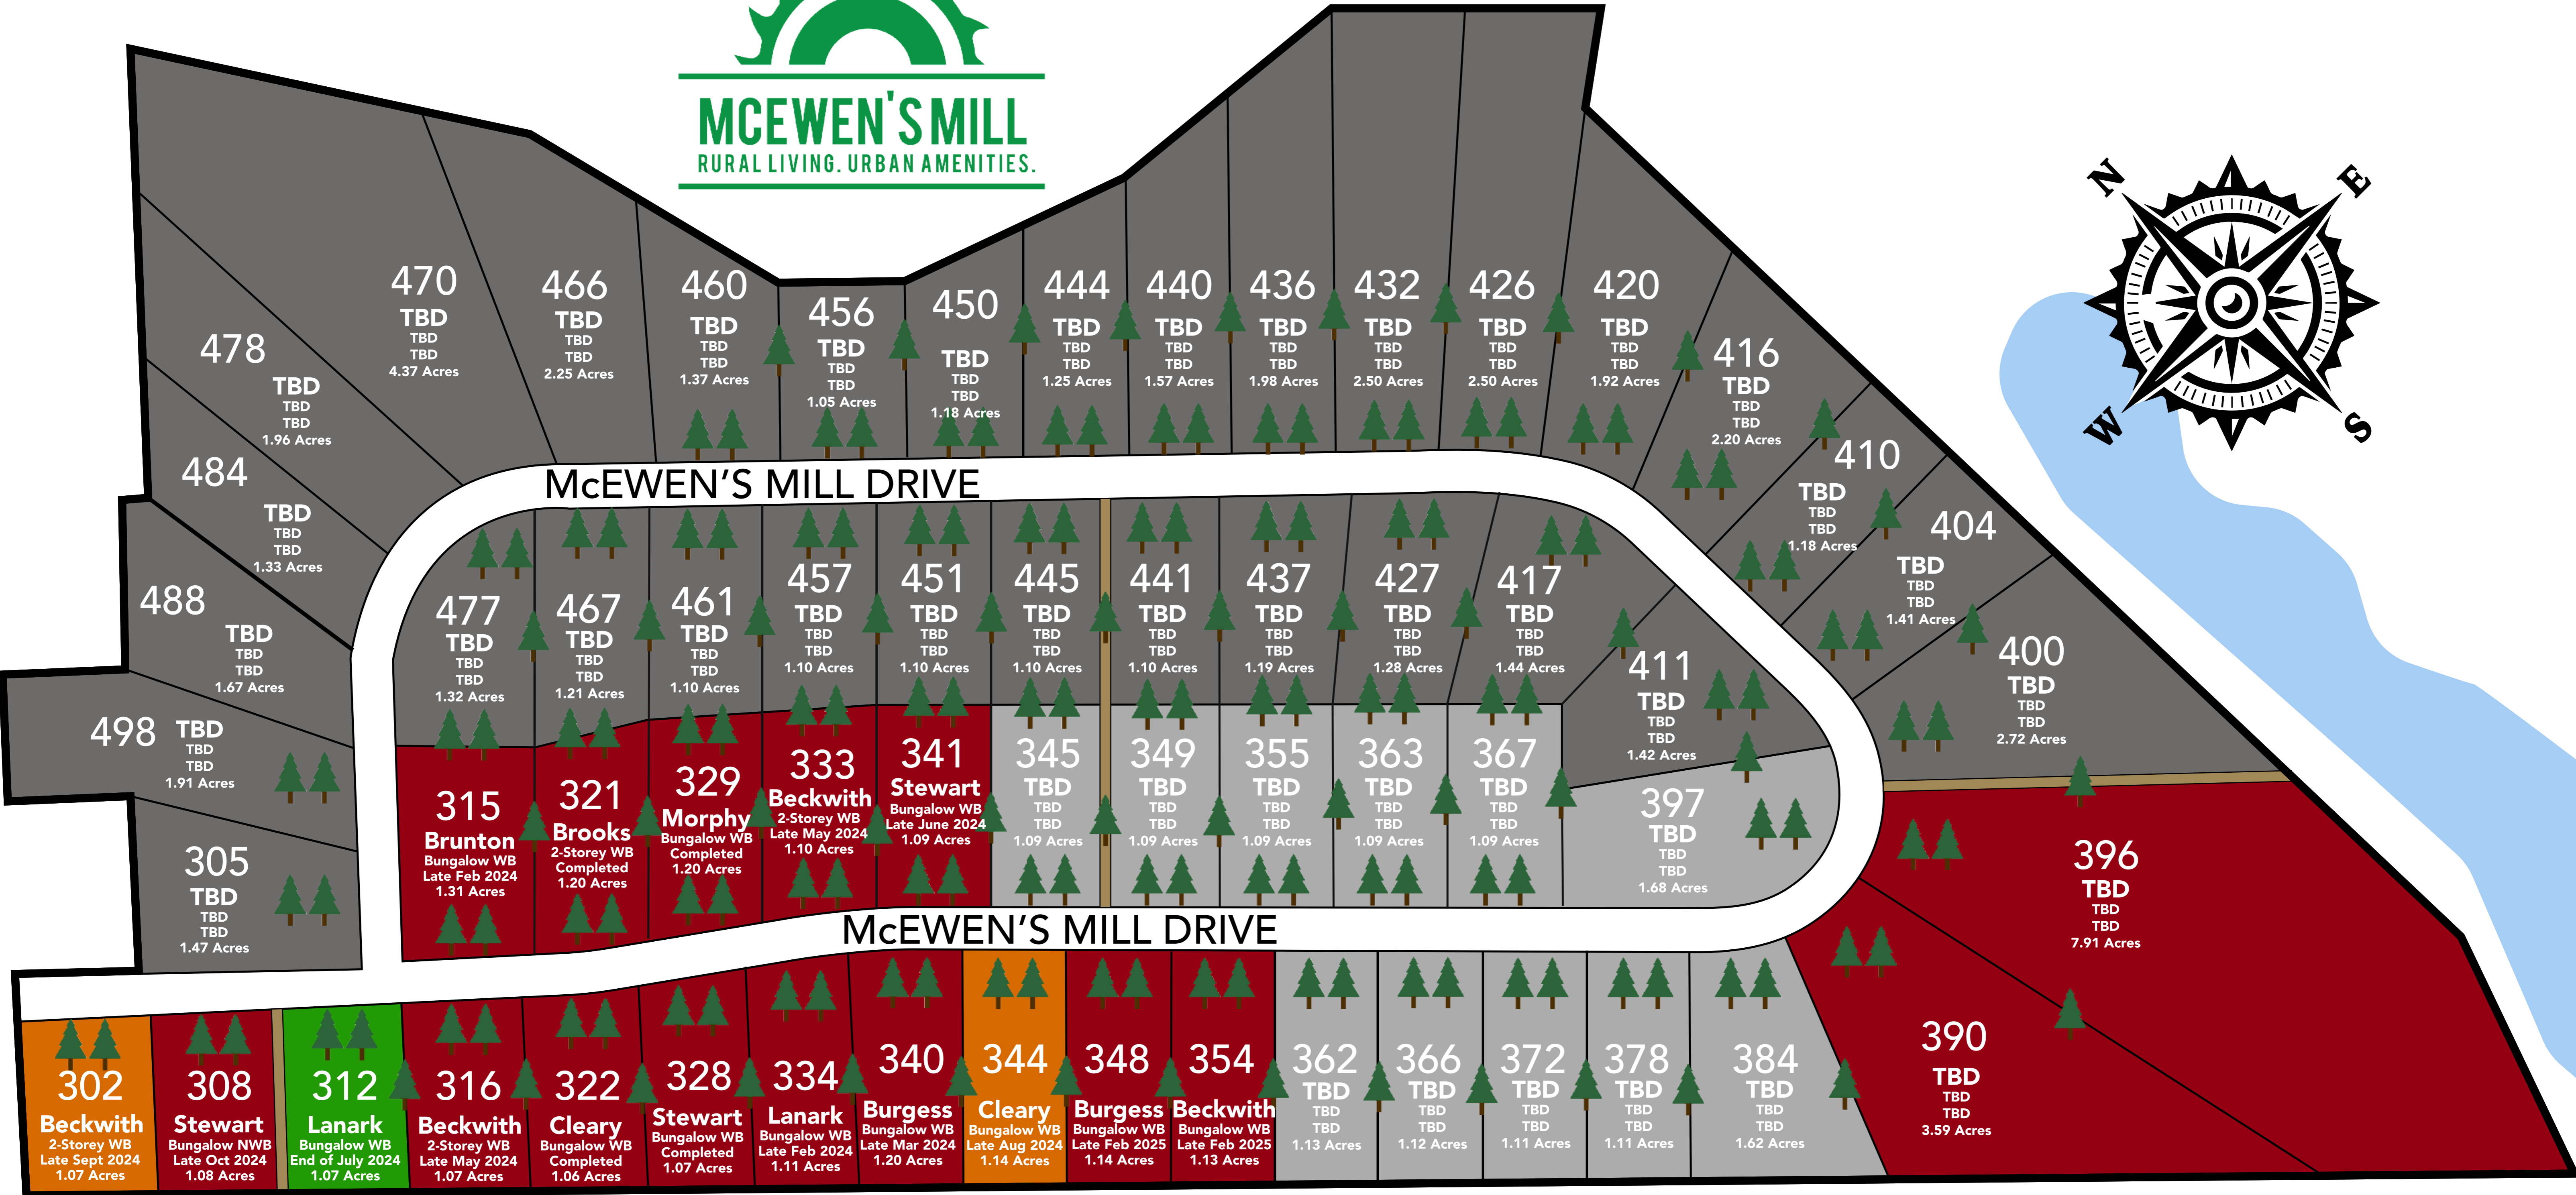 MCEWEN'S MILL
RURAL LIVING. URBAN AMENITIES.
N
E
W
S
470
TBD
TBD
TBD
4.37 Acres
466
TBD
TBD
TBD
2.25 Acres
460
TBD
TBD
TBD
1.37 Acres
456
TBD
TBD
TBD
1.05 Acres
450
TBD
TBD
TBD
1.18 Acres
444
TBD
TBD
TBD
1.25 Acres
440
TBD
TBD
TBD
1.57 Acres
436
TBD
TBD
TBD
1.98 Acres
432
TBD
TBD
TBD
2.50 Acres
426
TBD
TBD
TBD
2.50 Acres
420
TBD
TBD
TBD
1.92 Acres
416
TBD
TBD
TBD
2.20 Acres
410
TBD
TBD
TBD
1.18 Acres
404
TBD
TBD
TBD
1.41 Acres
400
TBD
TBD
TBD
2.72 Acres
478
TBD
TBD
TBD
1.96 Acres
484
TBD
TBD
TBD
1.33 Acres
488
TBD
TBD
TBD
1.67 Acres
498
TBD
TBD
TBD
1.91 Acres
305
TBD
TBD
TBD
1.47 Acres
McEWEN'S MILL DRIVE
477
TBD
TBD
TBD
1.32 Acres
467
TBD
TBD
TBD
1.21 Acres
461
TBD
TBD
TBD
1.10 Acres
457
TBD
TBD
TBD
1.10 Acres
451
TBD
TBD
TBD
1.10 Acres
445
TBD
TBD
TBD
1.10 Acres
441
TBD
TBD
TBD
1.10 Acres
437
TBD
TBD
TBD
1.19 Acres
427
TBD
TBD
TBD
1.28 Acres
417
TBD
TBD
TBD
1.44 Acres
411
TBD
TBD
TBD
1.42 Acres
315
Brunton
Bungalow WB
Late Feb 2024
1.31 Acres
321
Brooks
2-Storey WB
Completed
1.20 Acres
329
Morphy
Bungalow WB
Completed
1.20 Acres
333
Beckwith
2-Storey WB
Late May 2024
1.10 Acres
341
Stewart
Bungalow WB
Late June 2024
1.09 Acres
345
TBD
TBD
TBD
1.09 Acres
349
TBD
TBD
TBD
1.09 Acres
355
TBD
TBD
TBD
1.09 Acres
363
TBD
TBD
TBD
1.09 Acres
367
TBD
TBD
TBD
1.09 Acres
397
TBD
TBD
TBD
1.68 Acres
396
TBD
TBD
TBD
7.91 Acres
McEWEN'S MILL DRIVE
302
Beckwith
2-Storey WB
Late Sept 2024
1.07 Acres
308
Stewart
Bungalow NWB
Late Oct 2024
1.08 Acres
312
Lanark
Bungalow WB
End of July 2024
1.07 Acres
316
Beckwith
2-Storey WB
Late May 2024
1.07 Acres
322
Cleary
Bungalow WB
Completed
1.06 Acres
328
Stewart
Bungalow WB
Completed
1.07 Acres
334
Lanark
Bungalow WB
Late Feb 2024
1.11 Acres
340
Burgess
Bungalow WB
Late Mar 2024
1.20 Acres
344
Cleary
Bungalow WB
Late Aug 2024
1.14 Acres
348
Burgess
Bungalow WB
Late Feb 2025
1.14 Acres
354
Beckwith
Bungalow WB
Late Feb 2025
1.13 Acres
362
TBD
TBD
TBD
1.13 Acres
366
TBD
TBD
TBD
1.12 Acres
372
TBD
TBD
TBD
1.11 Acres
378
TBD
TBD
TBD
1.11 Acres
384
TBD
TBD
TBD
1.62 Acres
390
TBD
TBD
TBD
3.59 Acres